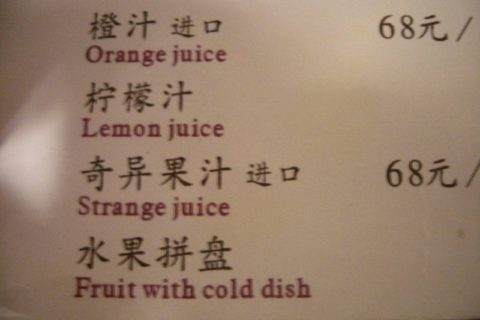 橙汁 进口 68元/
Orange juice
柠檬汁
Lemon juice
奇异果汁 进口 68元/
Strange juice
水果拼盘
Fruit with cold dish